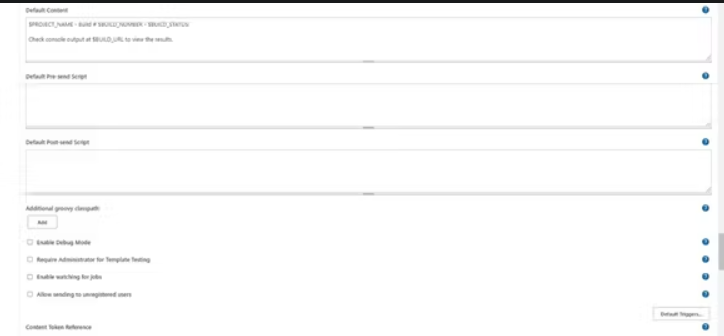 Default Content
$PROJECT_NAME - Build # $BUILD_NUMBER - $BUILD_STATUS:
Check console output at $BUILD_URL to view the results.
Default Pre-send Script
Default Post-send Script
Additional groovy classpath
Add
Enable Debug Mode
Require Administrator for Template Testing
Enable watching for jobs
Allow sending to unregistered users
Default Triggers...
Content Token Reference